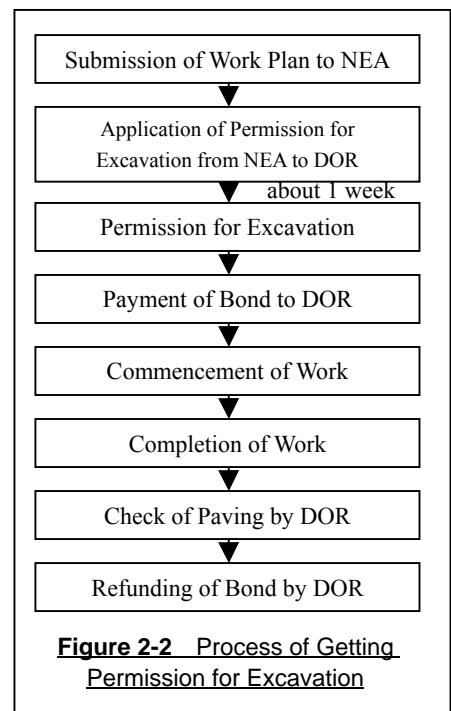 Submission of Work Plan to NEA
Application of Permission for
Excavation from NEA to DOR
about 1 week
Permission for Excavation
Payment of Bond to DOR
Commencement of Work
Completion of Work
Check of Paving by DOR
Refunding of Bond by DOR
Figure 2-2 Process of Getting
Permission for Excavation